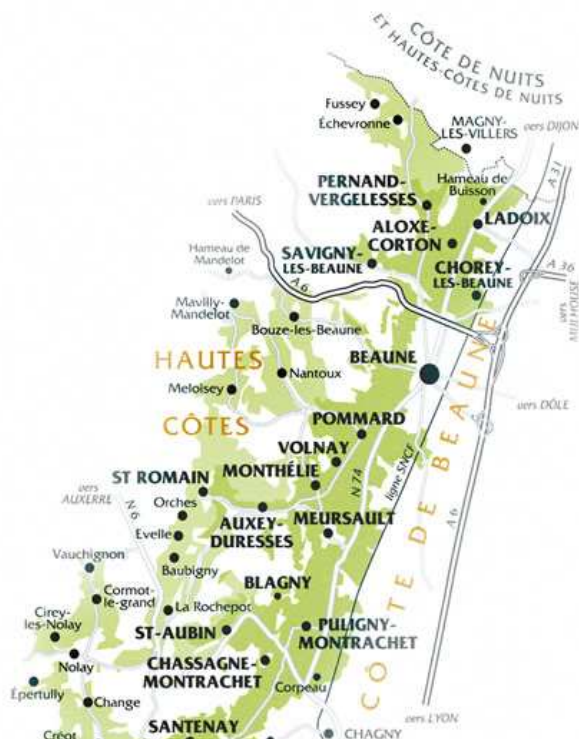 CÔTE DE NUITS
ET HAUTES-CÔTES DE NUITS
Fussey
Échevronne
MAGNY-
LES-VILLERS
vers DIJON
A 31
Hameau de
Buisson
PERNAND-
VERGELESSES
LADOIX
ALOXE-
CORTON
vers PARIS
SAVIGNY-
LES-BEAUNE
CHOREY-
LES-BEAUNE
A 36
vers
MULHOUSE
Hameau de
Mandelot
A 6
Mavilly-
Mandelot
Bouze-les-Beaune
BEAUNE
HAUTES
CÔTES
Nantoux
Meloisey
vers DÔLE
POMMARD
VOLNAY
MONTHÉLIE
ST ROMAIN
N 74
ligne SNCF
CÔTE DE BEAUNE
A 6
vers
AUXERRE
N 6
Orches
AUXEY-
DURESSES
MEURSAULT
Evelle
Baubigny
Vauchignon
BLAGNY
Cormot-
le-grand
La Rochepot
Cirey-
les-Nolay
ST-AUBIN
PULIGNY-
MONTRACHET
Nolay
CHASSAGNE-
MONTRACHET
Corpeau
Épertully
Change
vers LYON
SANTENAY
CHAGNY
Créot